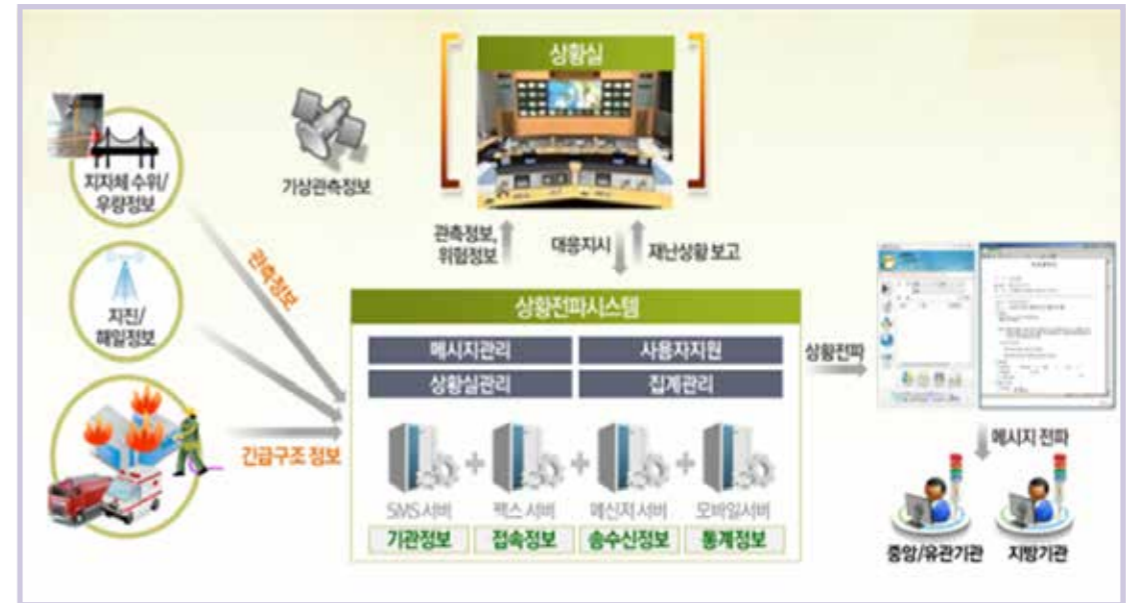 상황실
지자체 수위/
우량정보
기상관측정보
관측정보,
위험정보
대응지시
재난상황 보고
관측정보,
지진/
해일정보
상황전파시스템
메시지관리
사용자지원
상황실관리
집계관리
상황전파
긴급구조 정보
SMS 서버
팩스 서버
메신저 서버
모바일서버
기관정보
접속정보
송수신정보
통계정보
메시지 전파
중앙/유관기관
지방기관